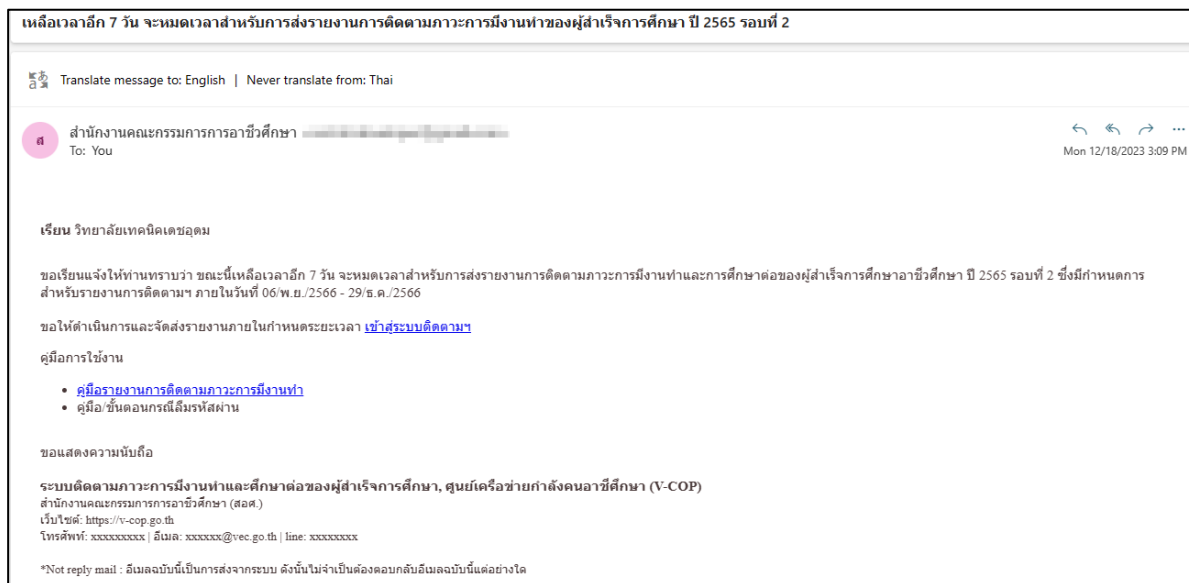 เหลือเวลาอีก 7 วัน จะหมดเวลาสำหรับการส่งรายงานการติดตามภาวะการมีงานทำของผู้สำเร็จการศึกษา ปี 2565 รอบที่ 2
Translate message to: English | Never translate from: Thai
ส
สำนักงานคณะกรรมการการอาชีวศึกษา
To: You
Mon 12/18/2023 3:09 PM
เรียน วิทยาลัยเทคนิคเดชอุดม
ขอเรียนแจ้งให้ท่านทราบว่า ขณะนี้เหลือเวลาอีก 7 วัน จะหมดเวลาสำหรับการส่งรายงานการติดตามภาวะการมีงานทำและการศึกษาต่อของผู้สำเร็จการศึกษาอาชีวศึกษา ปี 2565 รอบที่ 2 ซึ่งมีกำหนดการ
สำหรับรายงานการติดตามฯ ภายในวันที่ 06/พ.ย./2566 - 29/ธ.ค./2566
ขอให้ดำเนินการและจัดส่งรายงานภายในกำหนดระยะเวลา เข้าสู่ระบบติดตามฯ
คู่มือการใช้งาน
• คู่มือรายงานการติดตามภาวะการมีงานทำ
• คู่มือ/ขั้นตอนกรณีลืมรหัสผ่าน
ขอแสดงความนับถือ
ระบบติดตามภาวะการมีงานทำและศึกษาต่อของผู้สำเร็จการศึกษา, ศูนย์เครือข่ายกำลังคนอาชีศึกษา (V-COP)
สำนักงานคณะกรรมการการอาชีวศึกษา (สอศ.)
เว็บไซต์: https://v-cop.go.th
โทรศัพท์: xxxxxxxxx | อีเมล: xxxxxx@vec.go.th | line: xxxxxxxx
*Not reply mail : อีเมลฉบับนี้เป็นการส่งจากระบบ ดังนั้นไม่จำเป็นต้องตอบกลับอีเมลฉบับนี้แต่อย่างใด